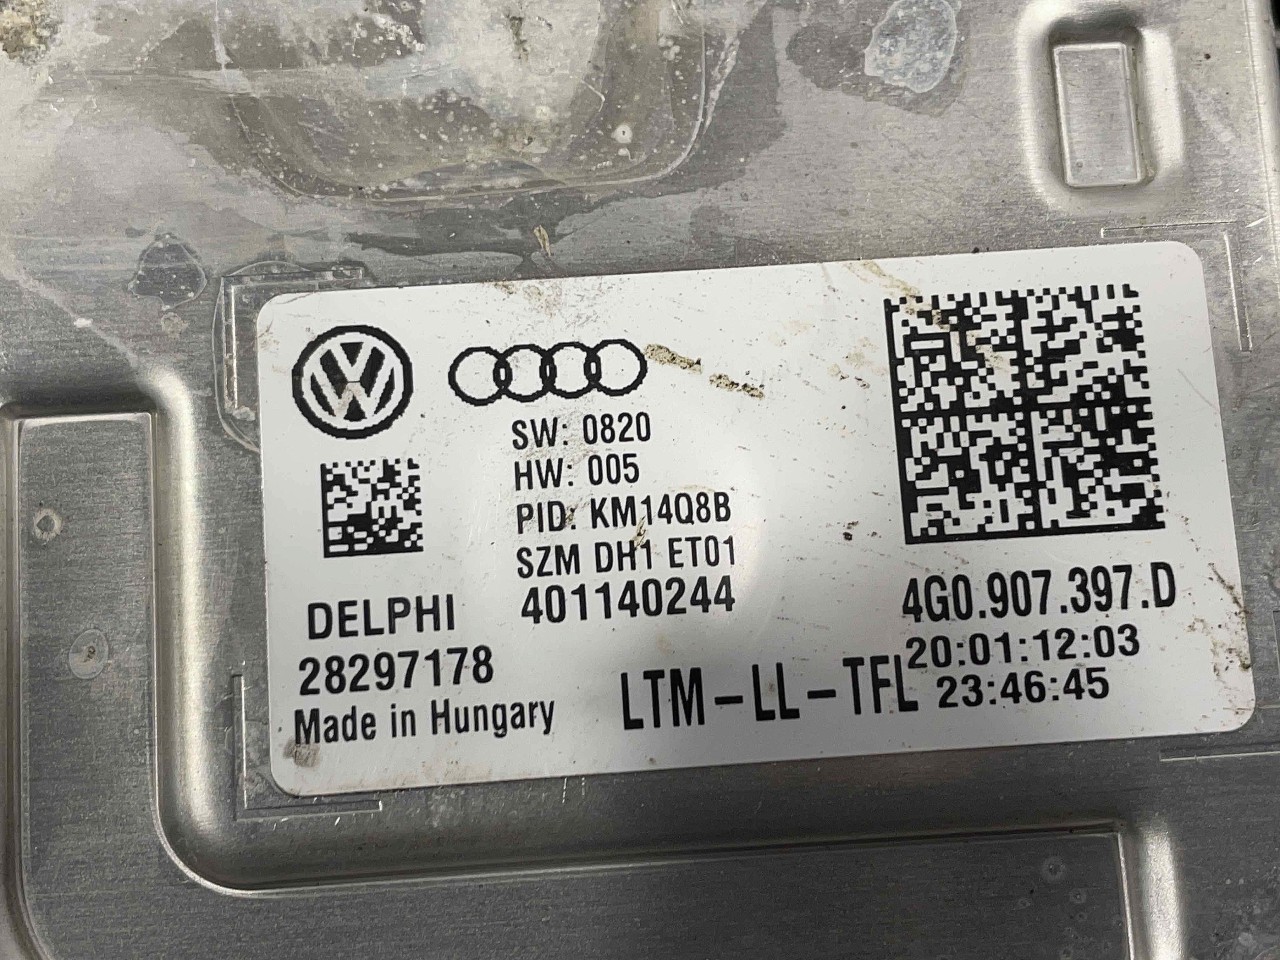 SW: 0820
HW: 005
PID: KM14Q8B
SZM DH1 ET01
401140244
DELPHI
28297178
Made in Hungary
LTM-LL-TFL
4G0.907.397.D
20:01:12:03
23:46:45